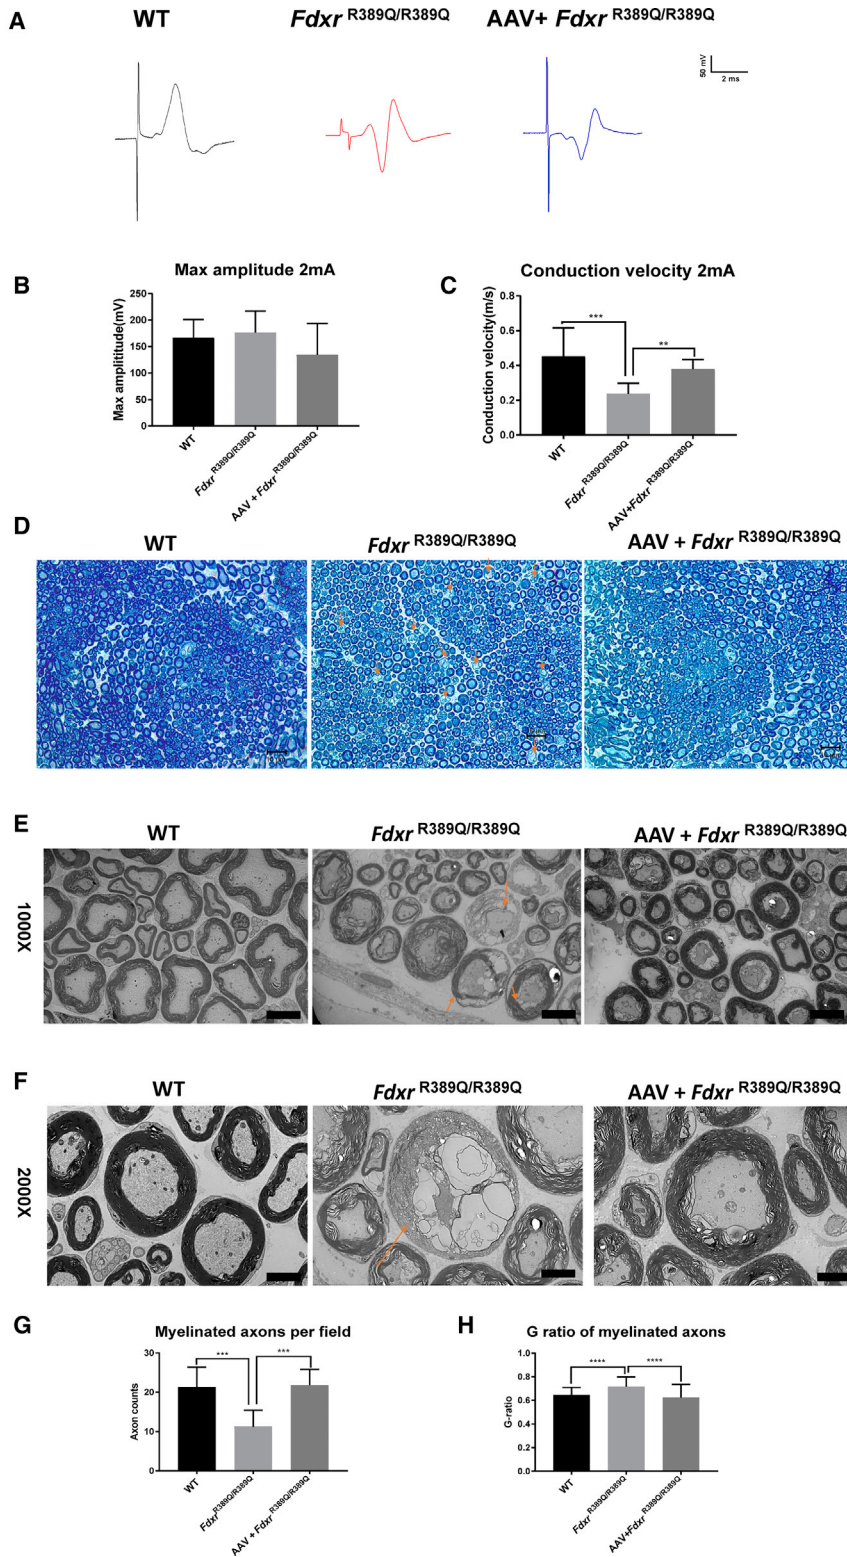 A
WT
Fdxr R389Q/R389Q
AAV+ Fdxr R389Q/R389Q
50 mV
2 ms
B
Max amplitude 2mA
Max amplititude(mV)
250
200
150
100
50
0
WT
Fdxr R389Q/R389Q
AAV + Fdxr R389Q/R389Q
C
Conduction velocity 2mA
Conduction velocity(m/s)
0.8
0.6
0.4
0.2
0.0
***
**
WT
Fdxr R389Q/R389Q
AAV+Fdxr R389Q/R389Q
D
WT
Fdxr R389Q/R389Q
AAV + Fdxr R389Q/R389Q
E
WT
Fdxr R389Q/R389Q
AAV + Fdxr R389Q/R389Q
1000X
F
WT
Fdxr R389Q/R389Q
AAV + Fdxr R389Q/R389Q
2000X
G
Myelinated axons per field
Axon counts
30
20
10
0
***
***
WT
Fdxr R389Q/R389Q
AAV + Fdxr R389Q/R389Q
H
G ratio of myelinated axons
G-ratio
1.0
0.8
0.6
0.4
0.2
0.0
****
****
WT
Fdxr R389Q/R389Q
AAV+Fdxr R389Q/R389Q